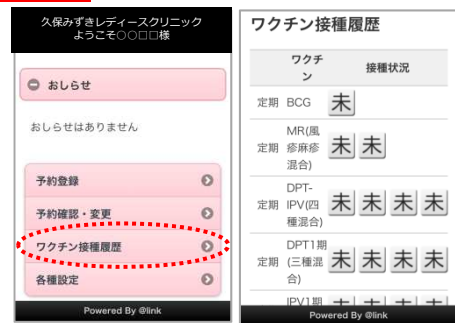 久保みずきレディースクリニック
ようこそ○○□□様
おしらせ
おしらせはありません
予約登録
予約確認・変更
ワクチン接種履歴
各種設定
Powered By @link
ワクチン接種履歴
ワクチ
ン
接種状況
定期 BCG 未
MR(風
定期 疹麻疹 未 未
混合)
DPT-
定期 IPV(四 未 未 未 未
種混合)
DPT1期
定期 (三種混 未 未 未 未
合)
IPV1期 未 未 未 未
Powered By @link